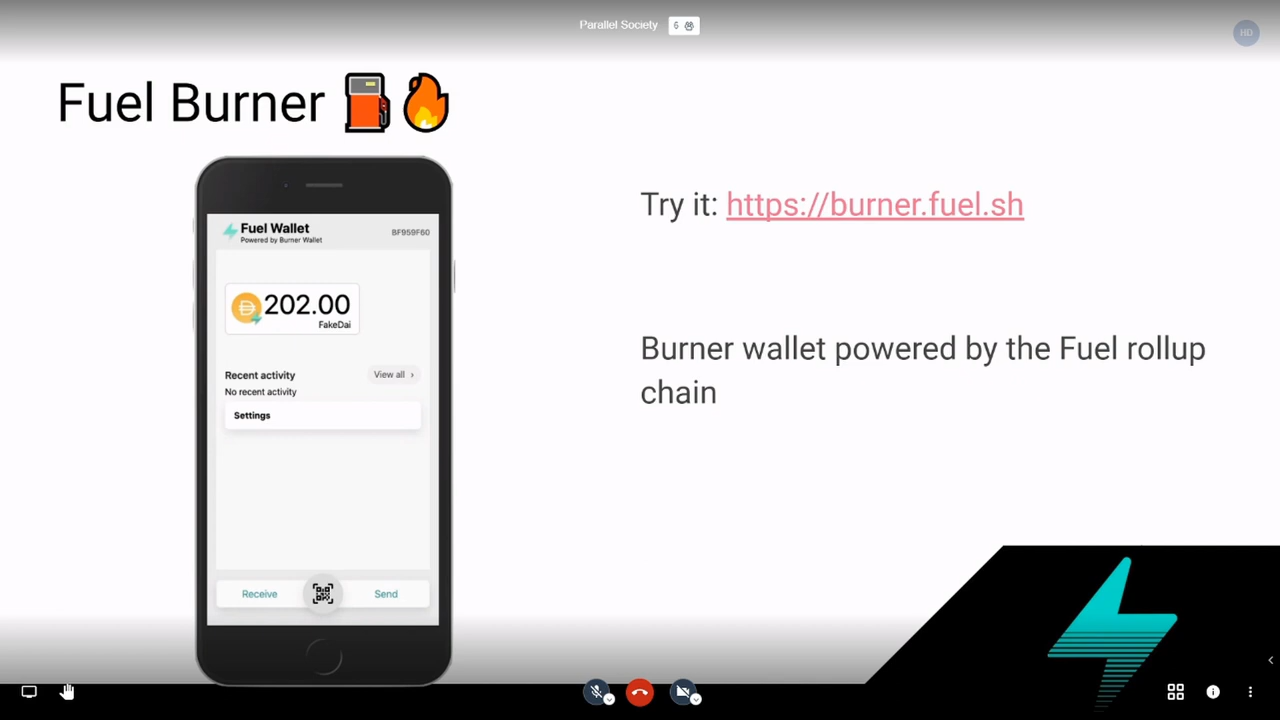 Parallel Society 6
HD
Fuel Burner
Try it: https://burner.fuel.sh
Burner wallet powered by the Fuel rollup
chain
Fuel Wallet
Powered by Burner Wallet
BF959F60
202.00
FakeDai
Recent activity
View all ›
No recent activity
Settings
Receive
Send